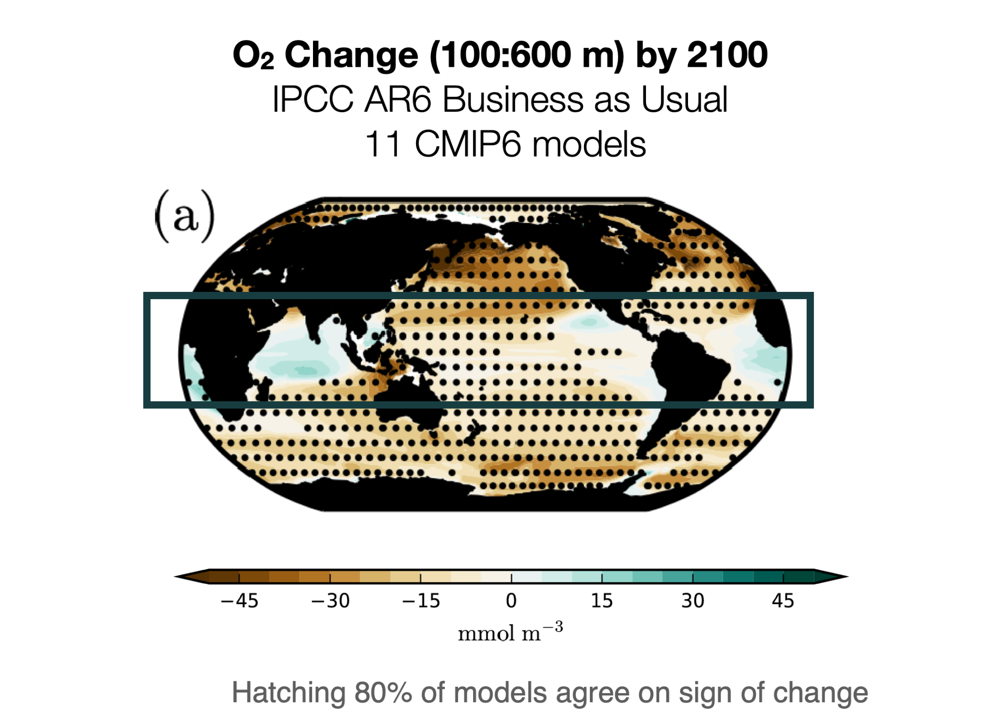 O₂ Change (100:600 m) by 2100
IPCC AR6 Business as Usual
11 CMIP6 models
(a)
−45 −30 −15 0 15 30 45
mmol m⁻³
Hatching 80% of models agree on sign of change